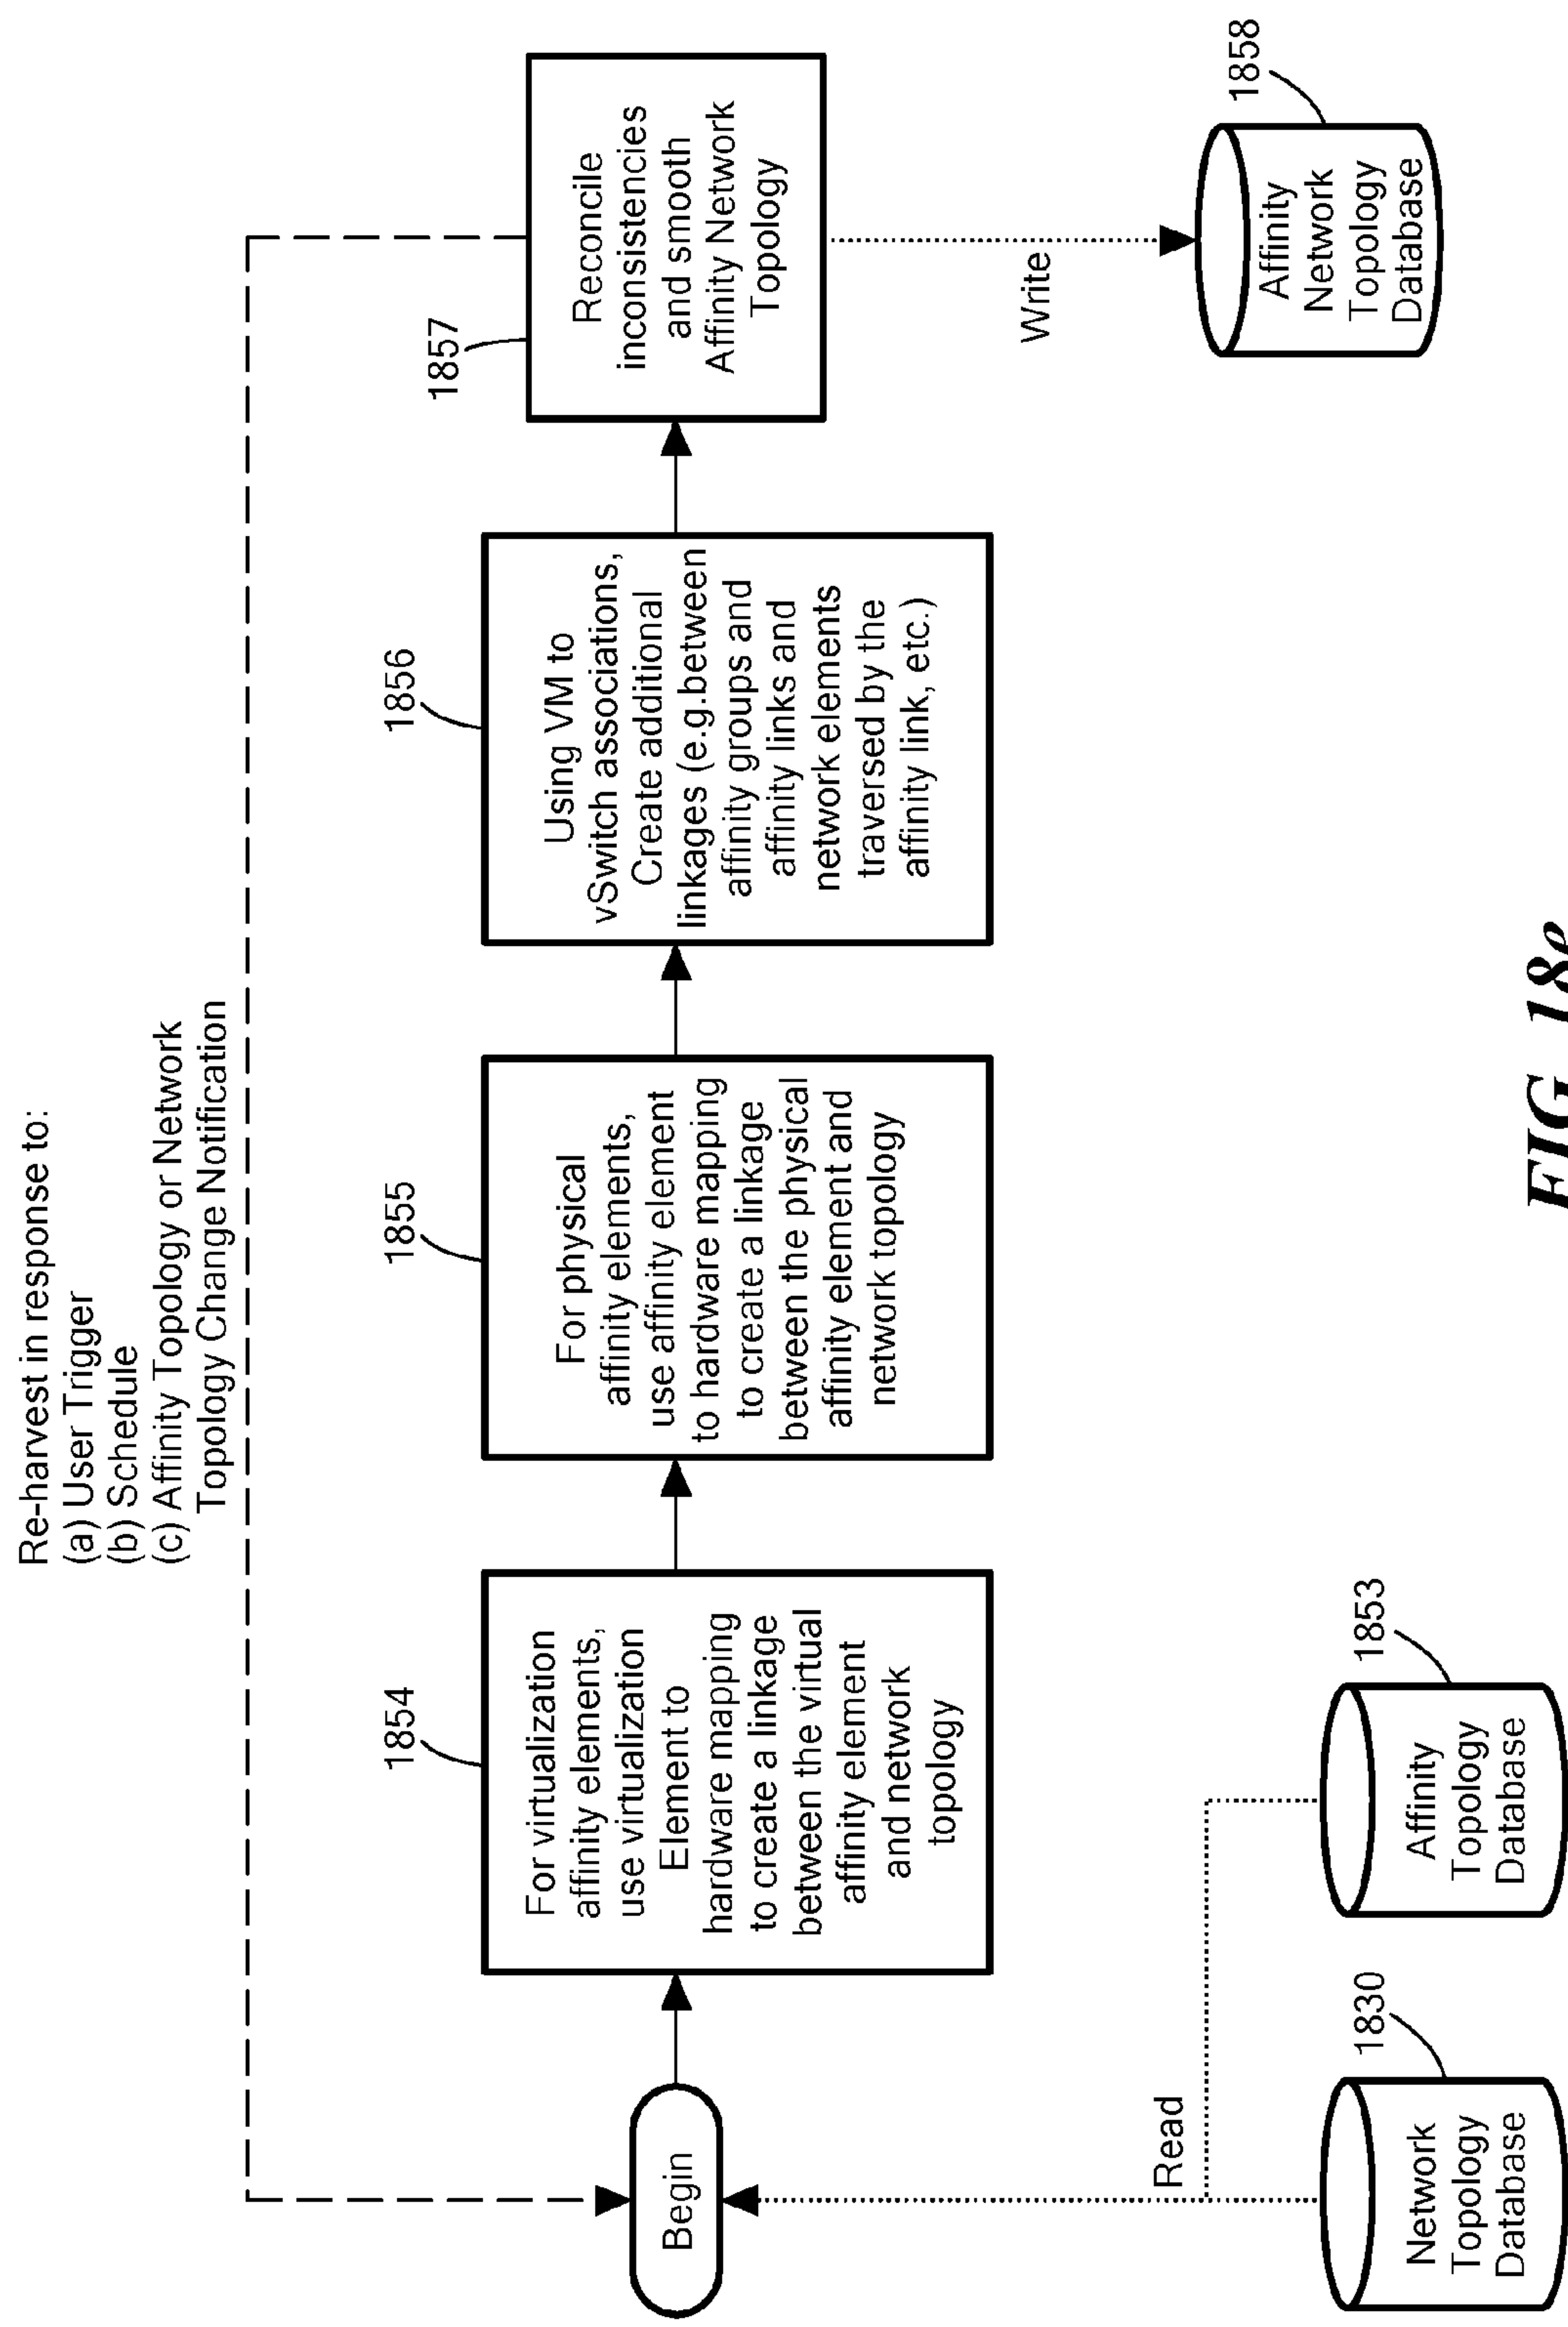 Re-harvest in response to:
(a) User Trigger
(b) Schedule
(c) Affinity Topology or Network
Topology Change Notification
Begin
1854
For virtualization
affinity elements,
use virtualization
Element to
hardware mapping
to create a linkage
between the virtual
affinity element
and network
topology
1855
For physical
affinity elements,
use affinity element
to hardware mapping
to create a linkage
between the physical
affinity element and
network topology
1856
Using VM to
vSwitch associations,
Create additional
linkages (e.g.between
affinity groups and
affinity links and
network elements
traversed by the
affinity link, etc.)
1857
Reconcile
inconsistencies
and smooth
Affinity Network
Topology
Read
Write
1830
Network
Topology
Database
1853
Affinity
Topology
Database
1858
Affinity
Network
Topology
Database
FIG. 18e